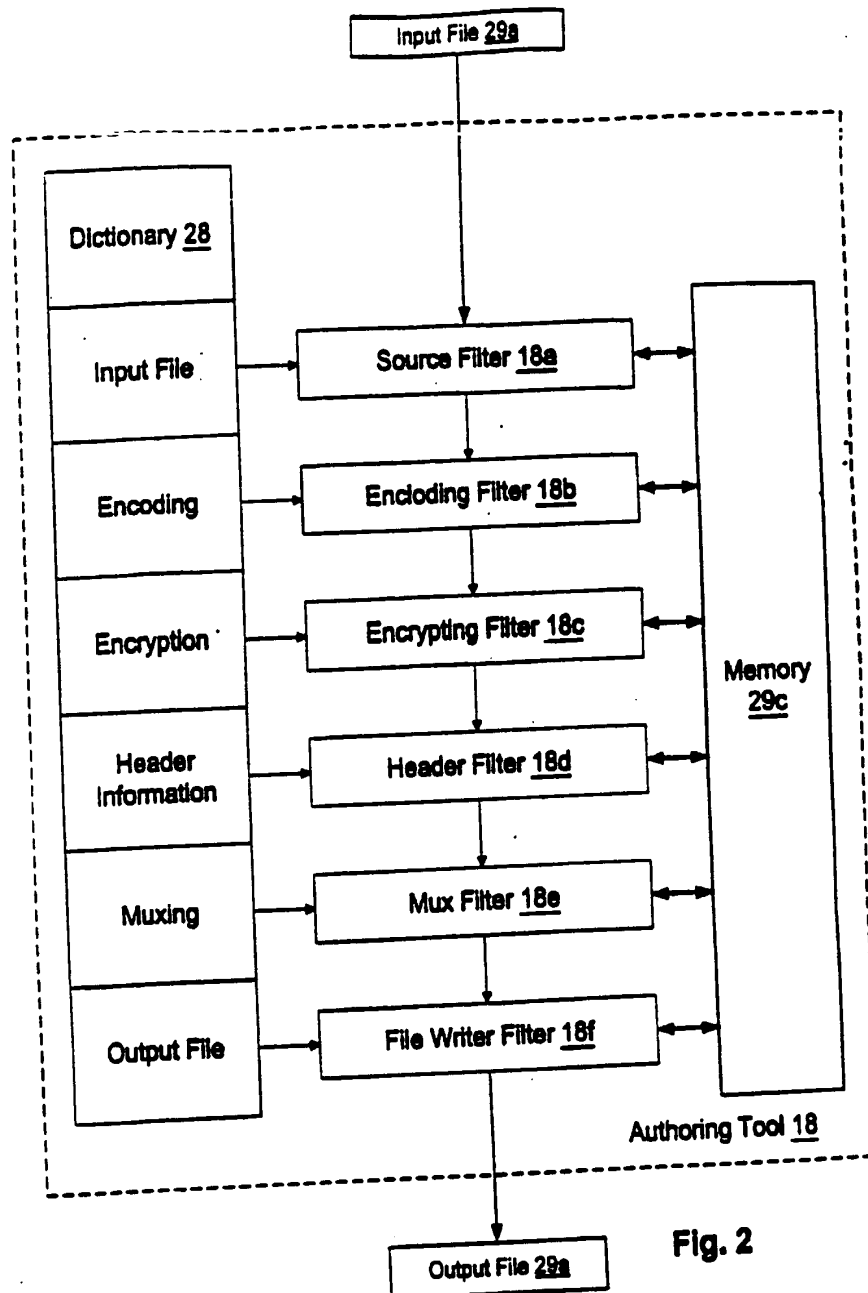 Input File 29a
Dictionary 28
Input File
Source Filter 18a
Encoding
Encloding Filter 18b
Encryption
Encrypting Filter 18c
Memory
29c
Header
Information
Header Filter 18d
Muxing
Mux Filter 18e
Output File
File Writer Filter 18f
Authoring Tool 18
Output File 29a
Fig. 2